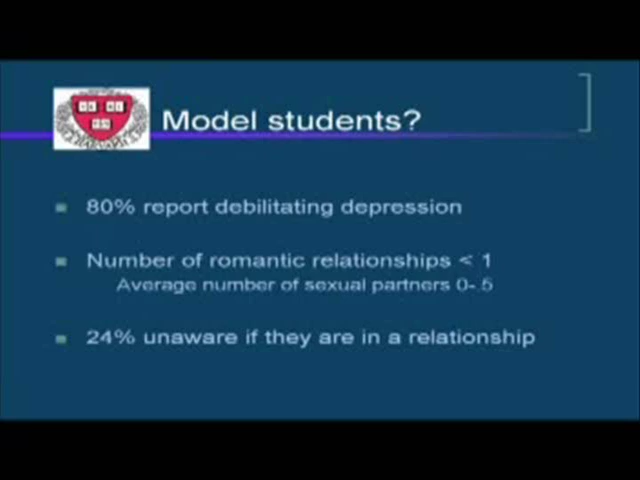 Model students?
80% report debilitating depression
Number of romantic relationships < 1
Average number of sexual partners 0-.5
24% unaware if they are in a relationship